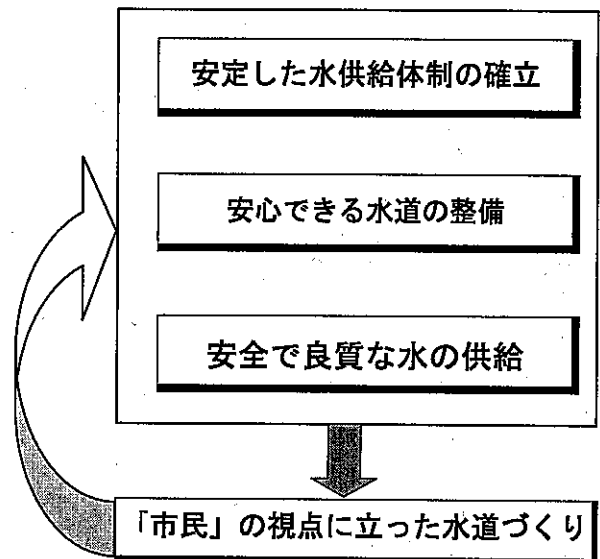 安定した水供給体制の確立
安心できる水道の整備
安全で良質な水の供給
「市民」の視点に立った水道づくり